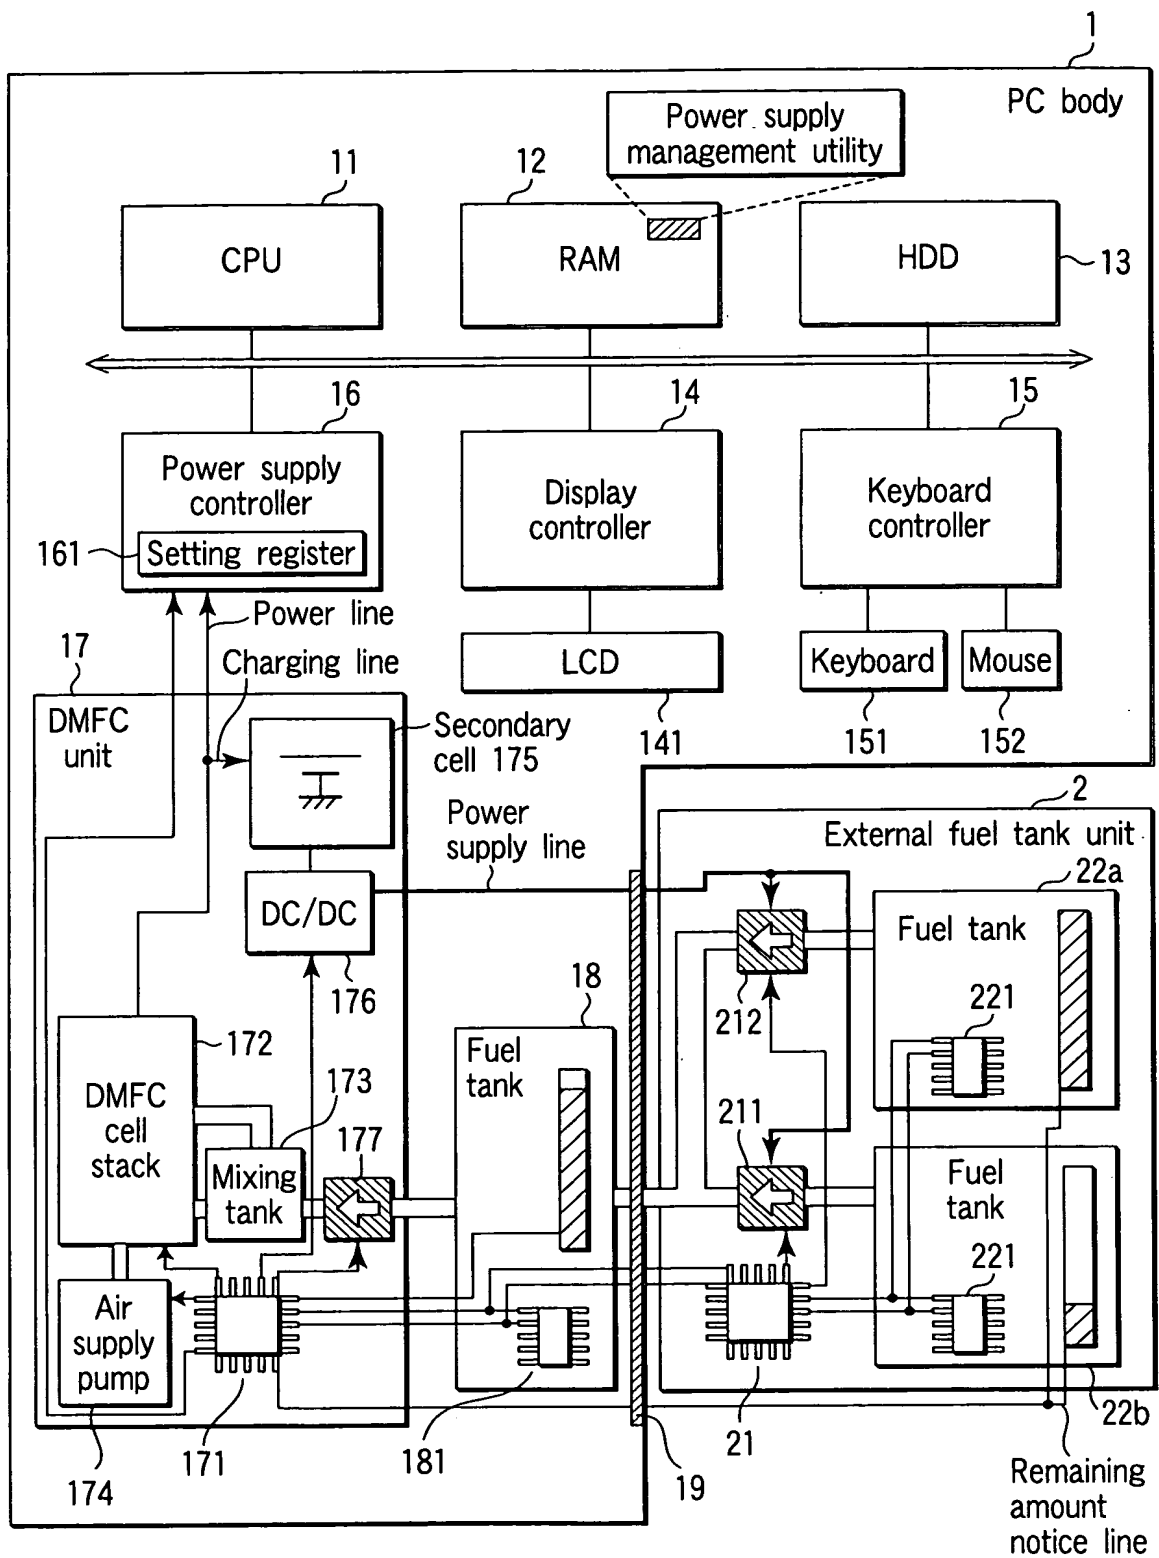 1
PC body
Power supply
management utility
11
12
CPU
RAM
HDD
13
16
14
15
Power supply
controller
161
Setting register
Display
controller
Keyboard
controller
Power line
17
Charging line
LCD
Keyboard
Mouse
DMFC
unit
Secondary
cell 175
141
151
152
2
Power
supply line
External fuel tank unit
22a
DC/DC
Fuel tank
176
18
212
221
172
Fuel
tank
173
DMFC
cell
stack
177
211
Mixing
tank
Fuel
tank
221
Air
supply
pump
171
181
21
22b
174
19
Remaining
amount
notice line